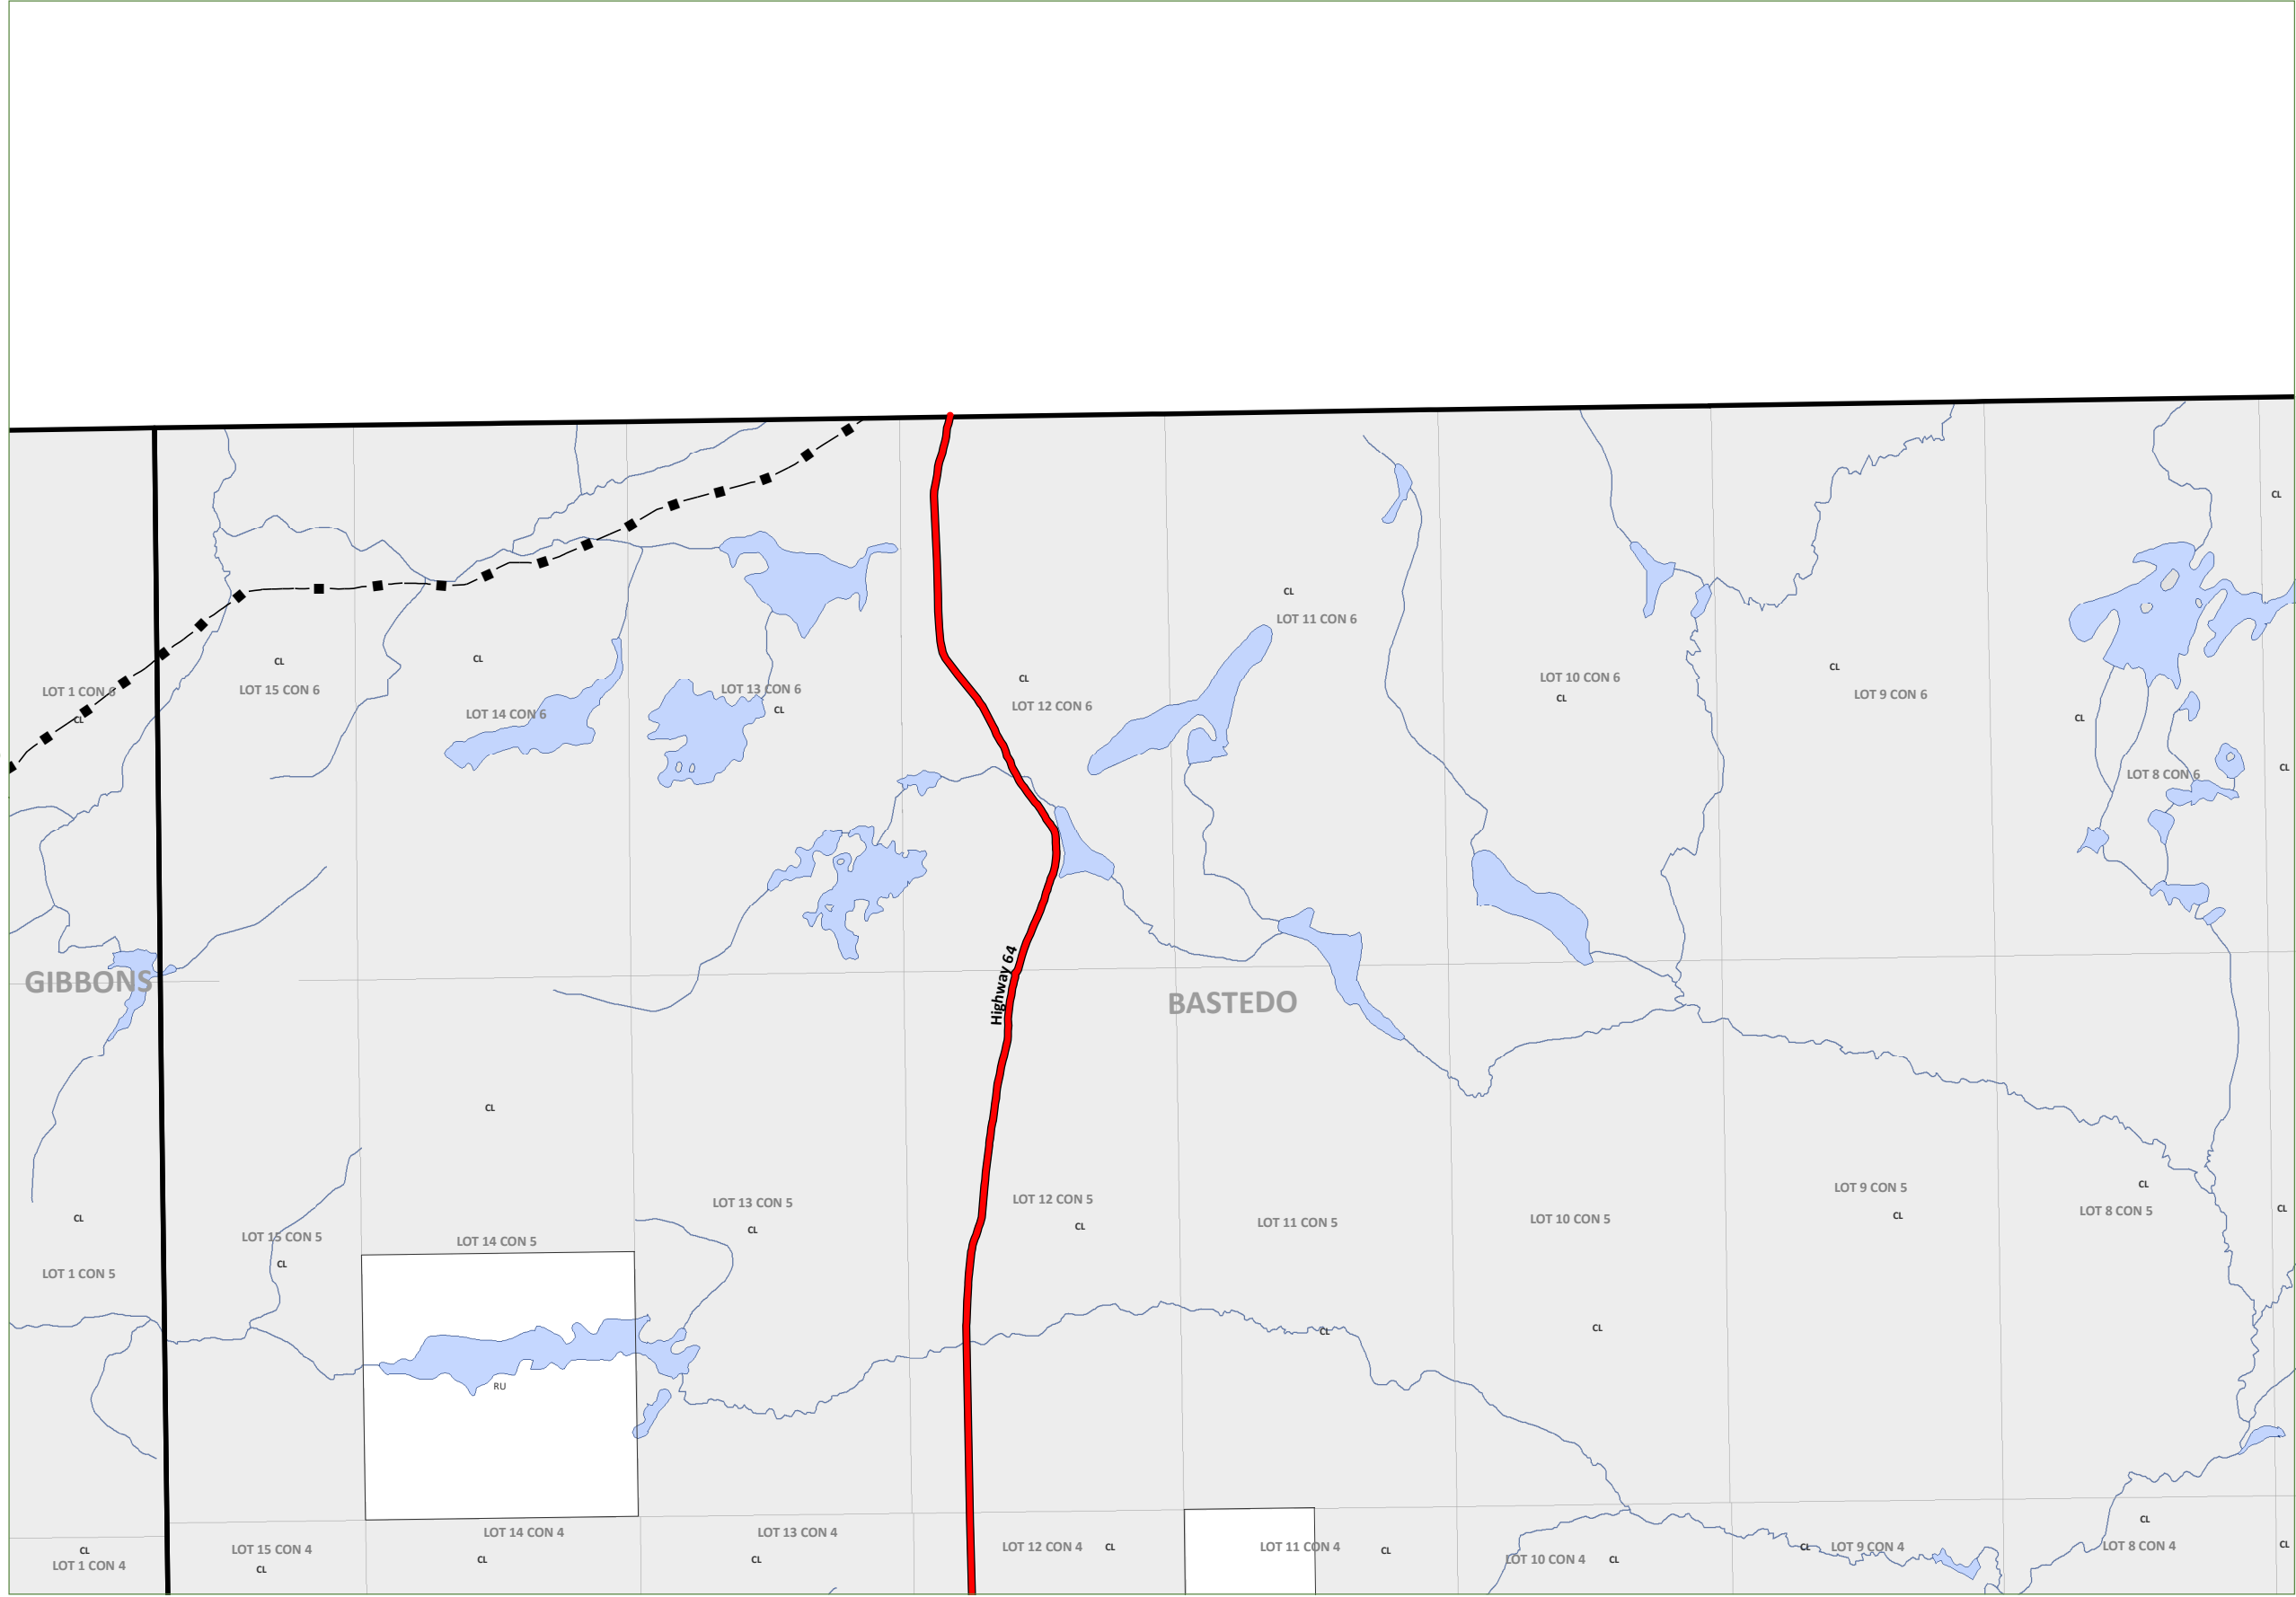 CL
CL
LOT 11 CON 6
CL
CL
CL
LOT 1 CON 6
CL
LOT 15 CON 6
LOT 14 CON 6
LOT 13 CON 6
CL
CL
LOT 12 CON 6
LOT 10 CON 6
CL
CL
LOT 9 CON 6
CL
LOT 8 CON 6
CL
GIBBONS
Highway 64
BASTEDO
CL
CL
LOT 1 CON 5
LOT 15 CON 5
CL
LOT 14 CON 5
LOT 13 CON 5
CL
LOT 12 CON 5
CL
LOT 11 CON 5
LOT 10 CON 5
LOT 9 CON 5
CL
CL
LOT 8 CON 5
CL
CL
CL
RU
CL
LOT 1 CON 4
LOT 15 CON 4
CL
LOT 14 CON 4
CL
LOT 13 CON 4
CL
LOT 12 CON 4
CL
LOT 11 CON 4
CL
LOT 10 CON 4
CL
CL
LOT 9 CON 4
CL
LOT 8 CON 4
CL